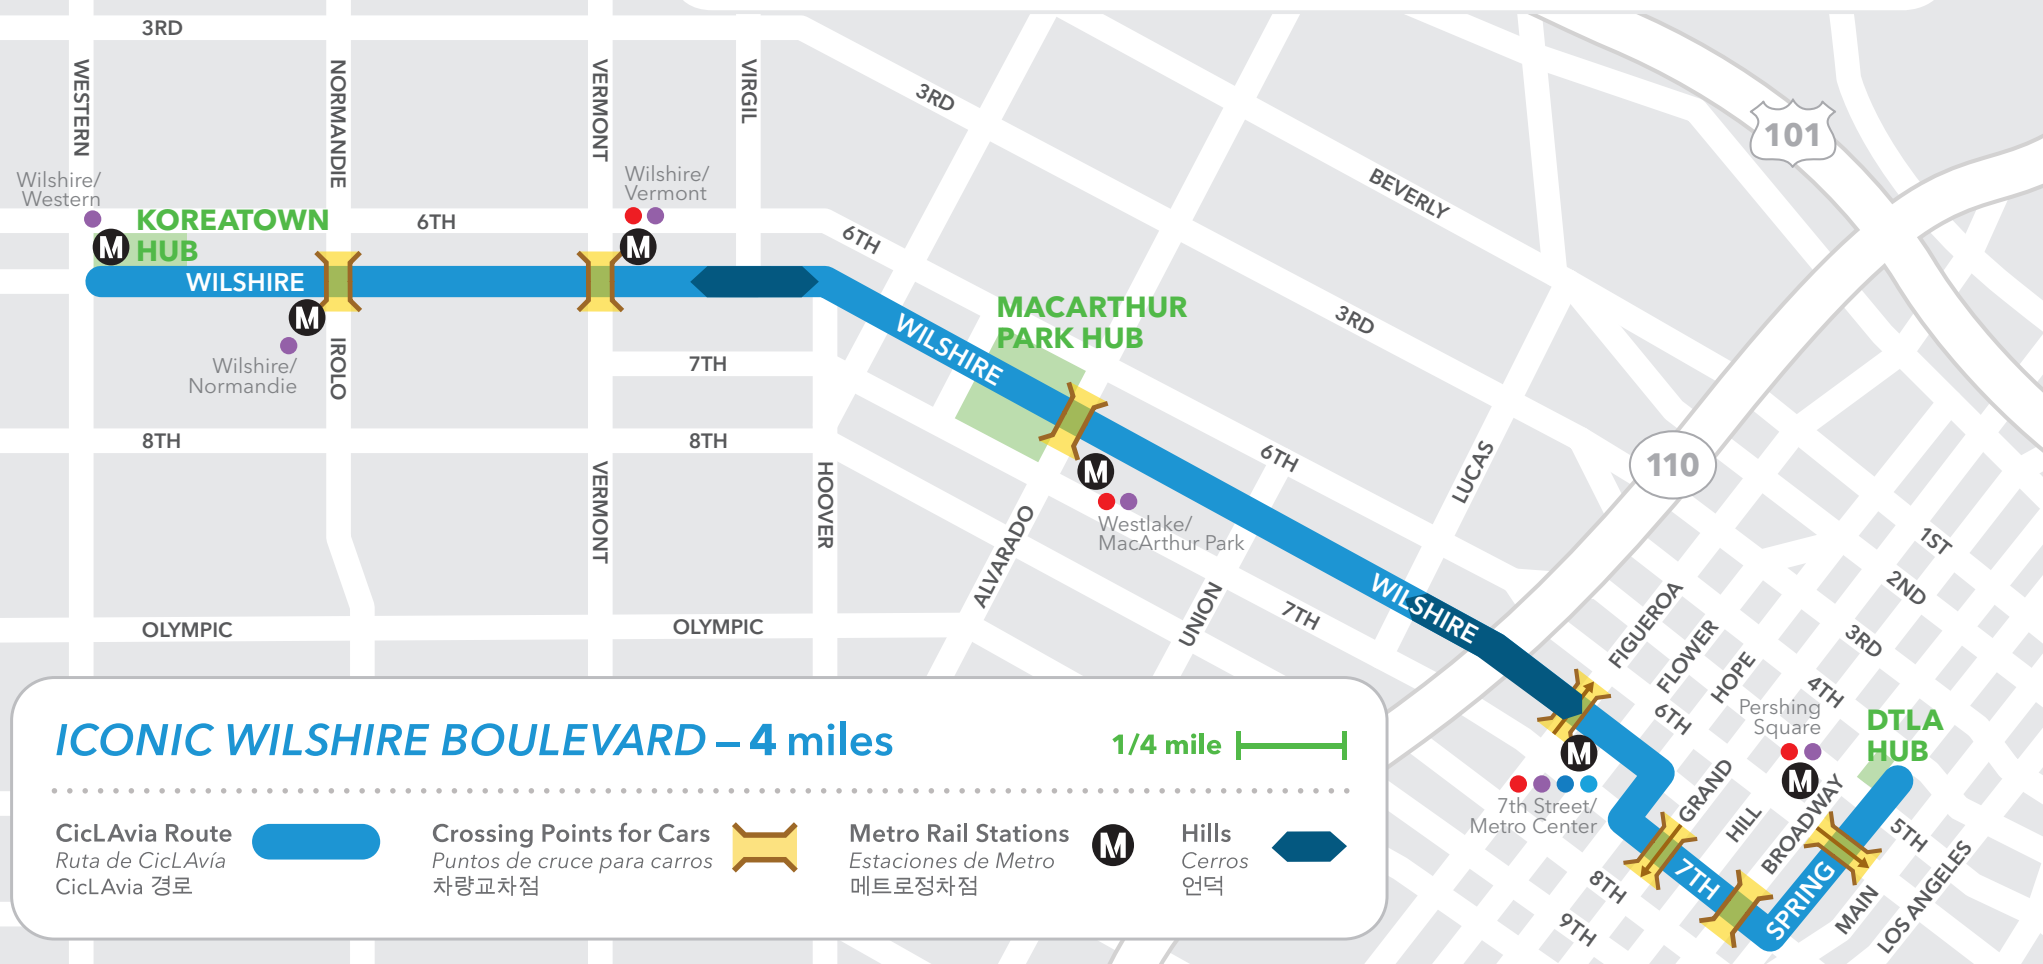 3RD
WESTERN
NORMANDIE
VERMONT
VIRGIL
3RD
101
BEVERLY
Wilshire/
Western
Wilshire/
Vermont
KOREATOWN
HUB
6TH
6TH
M
M
WILSHIRE
M
IROLO
Wilshire/
Normandie
MACARTHUR
PARK HUB
WILSHIRE
3RD
7TH
8TH
8TH
VERMONT
HOOVER
6TH
LUCAS
110
M
Westlake/
MacArthur Park
ALVARADO
UNION
7TH
WILSHIRE
OLYMPIC
OLYMPIC
1ST
2ND
3RD
4TH
FIGUEROA
FLOWER
HOPE
6TH
Pershing
Square
M
DTLA
HUB
M
7th Street/
Metro Center
GRAND
HILL
BROADWAY
5TH
7TH
SPRING
MAIN
LOS ANGELES
8TH
9TH
ICONIC WILSHIRE BOULEVARD – 4 miles
1/4 mile
CicLAvia Route
Ruta de CicLAvía
CicLAvia 경로
Crossing Points for Cars
Puntos de cruce para carros
차량교차점
Metro Rail Stations
Estaciones de Metro
메트로정차점
M
Hills
Cerros
언덕